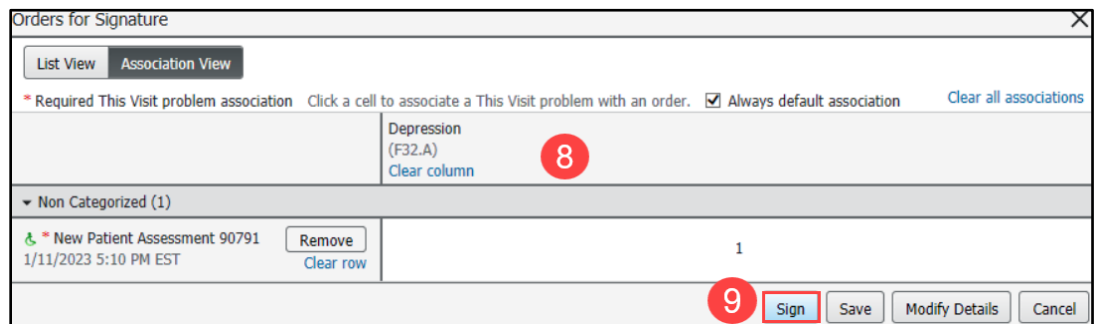 Orders for Signature
List View Association View
* Required This Visit problem association Click a cell to associate a This Visit problem with an order. Always default association Clear all associations
Depression
(F32.A)
Clear column
8
Non Categorized (1)
* New Patient Assessment 90791 Remove
1/11/2023 5:10 PM EST Clear row
1
9 Sign Save Modify Details Cancel